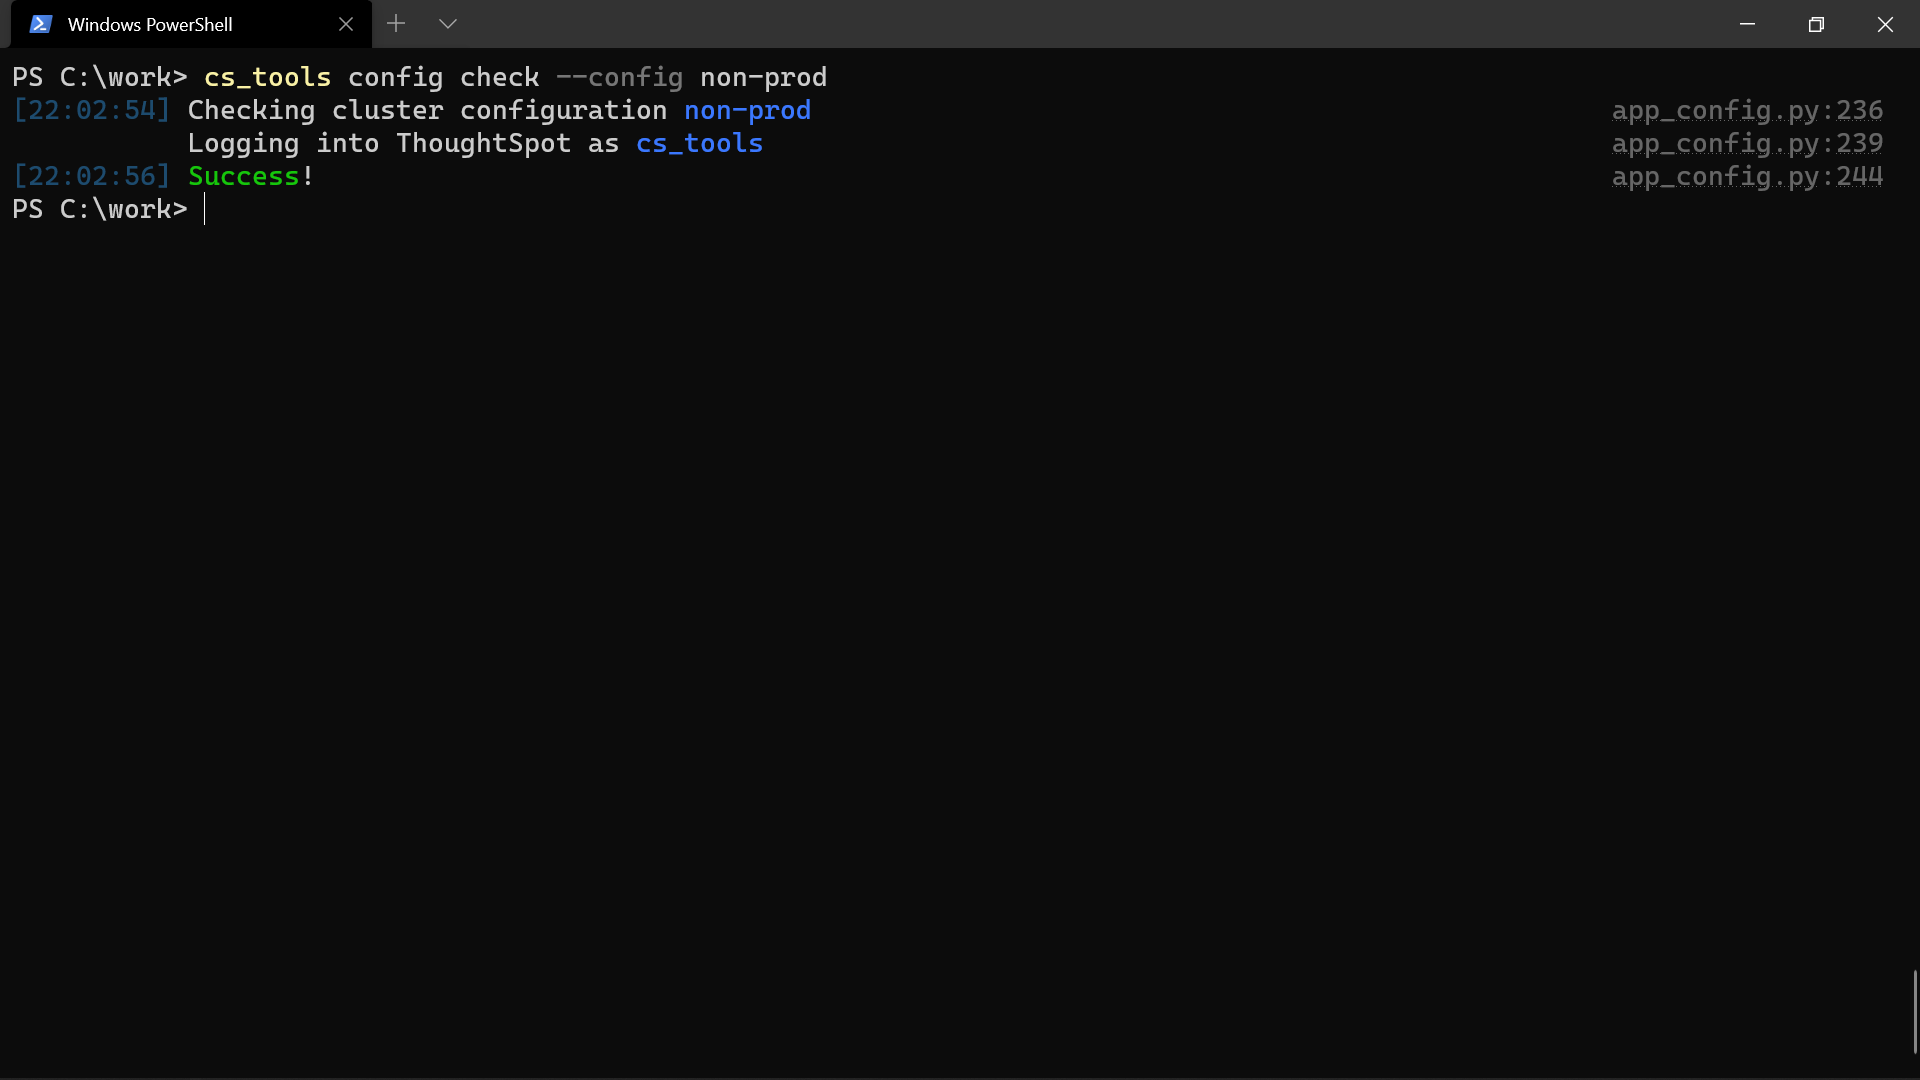 Windows PowerShell
PS C:\work> cs_tools config check --config non-prod
[22:02:54] Checking cluster configuration non-prod app_config.py:236
Logging into ThoughtSpot as cs_tools app_config.py:239
[22:02:56] Success! app_config.py:244
PS C:\work>